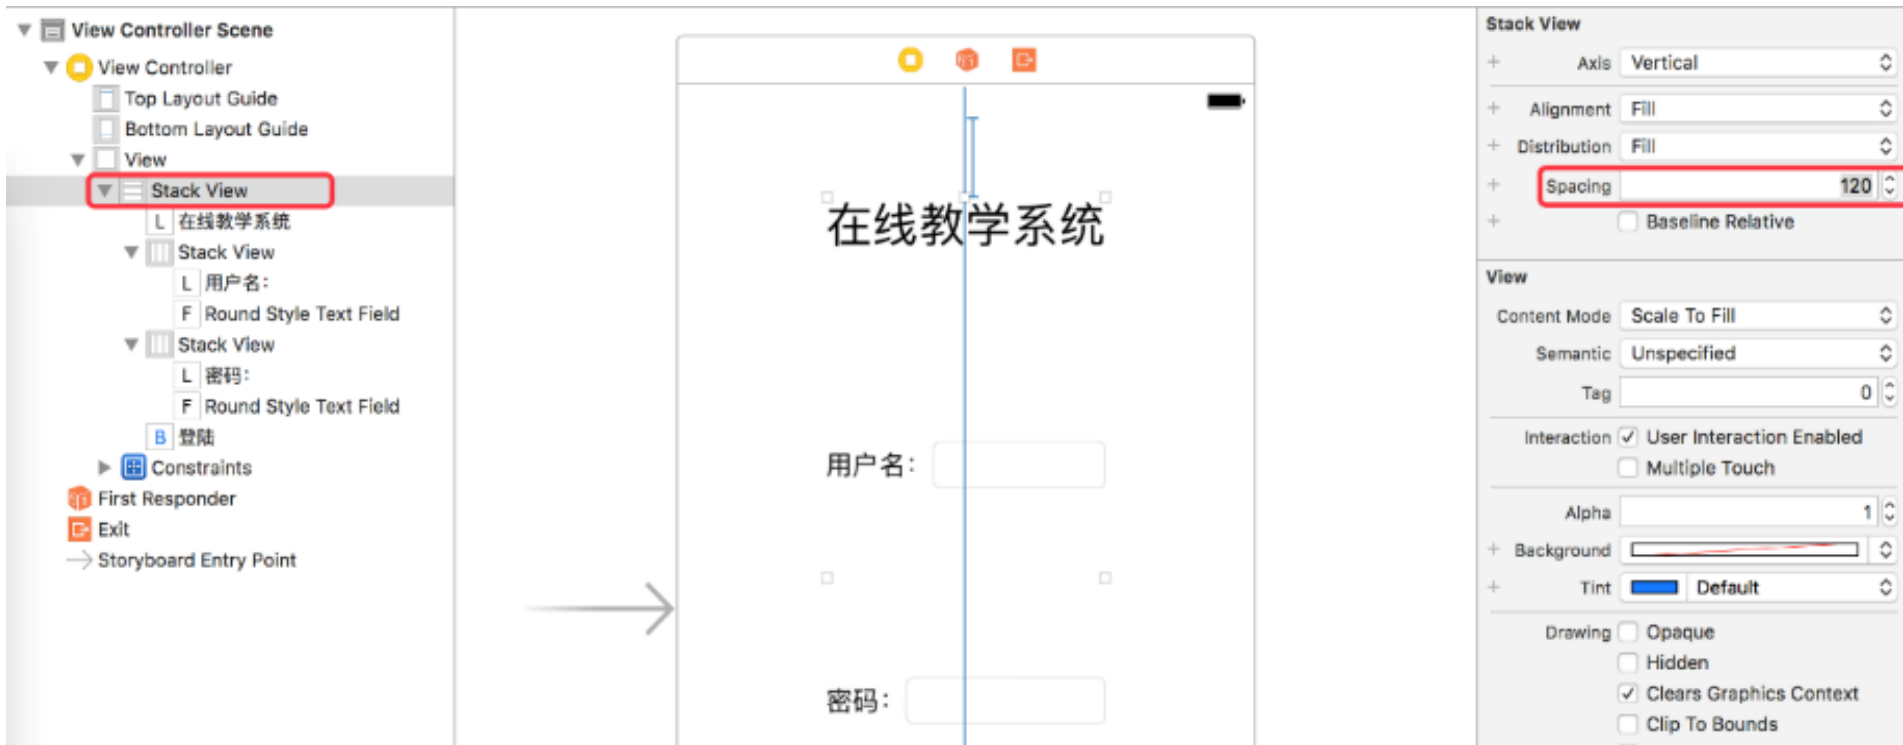 View Controller Scene
View Controller
Top Layout Guide
Bottom Layout Guide
View
Stack View
L 在线教学系统
Stack View
L 用户名:
F Round Style Text Field
Stack View
L 密码:
F Round Style Text Field
B 登陆
Constraints
First Responder
Exit
Storyboard Entry Point
在线教学系统
用户名:
密码:
Stack View
+ Axis Vertical
+ Alignment Fill
+ Distribution Fill
+ Spacing 120
+ Baseline Relative
View
Content Mode Scale To Fill
Semantic Unspecified
Tag 0
Interaction User Interaction Enabled
Multiple Touch
Alpha 1
+ Background
+ Tint Default
Drawing Opaque
Hidden
Clears Graphics Context
Clip To Bounds